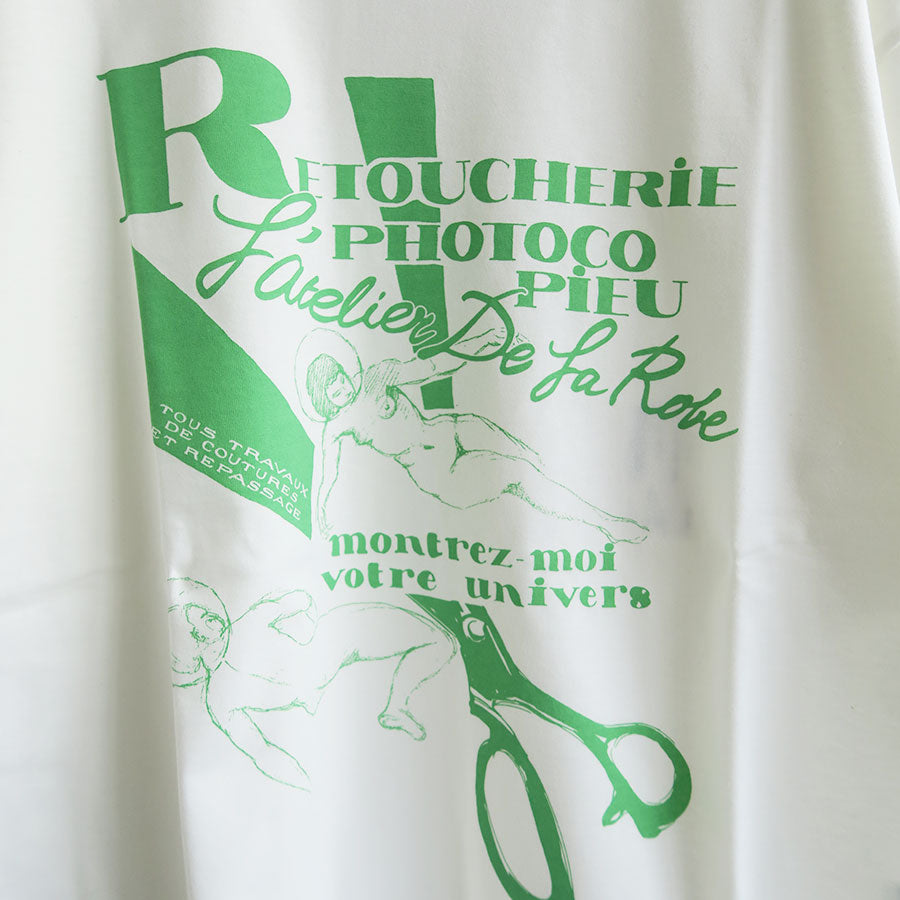 RETOUCHERiE
PHOTOCO
PiEU
L'atelier De La Robe
TOUS TRAVAUX
DE COUTURES
ET REPASSAGE
montrez-moi
votre univers